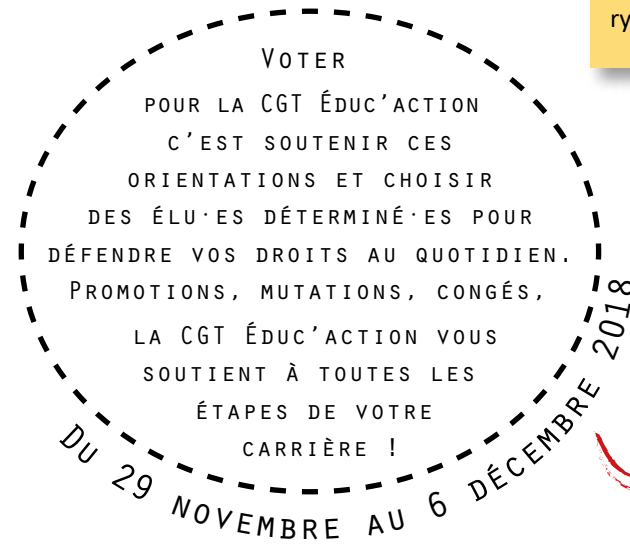 ry
Voter
pour la CGT Éduc’action
c’est soutenir ces
orientations et choisir
des élu·es déterminé·es pour
défendre vos droits au quotidien.
Promotions, mutations, congés,
la CGT Éduc’action vous
soutient à toutes les
étapes de votre
carrière !
Du 29 novembre au 6 décembre 2018